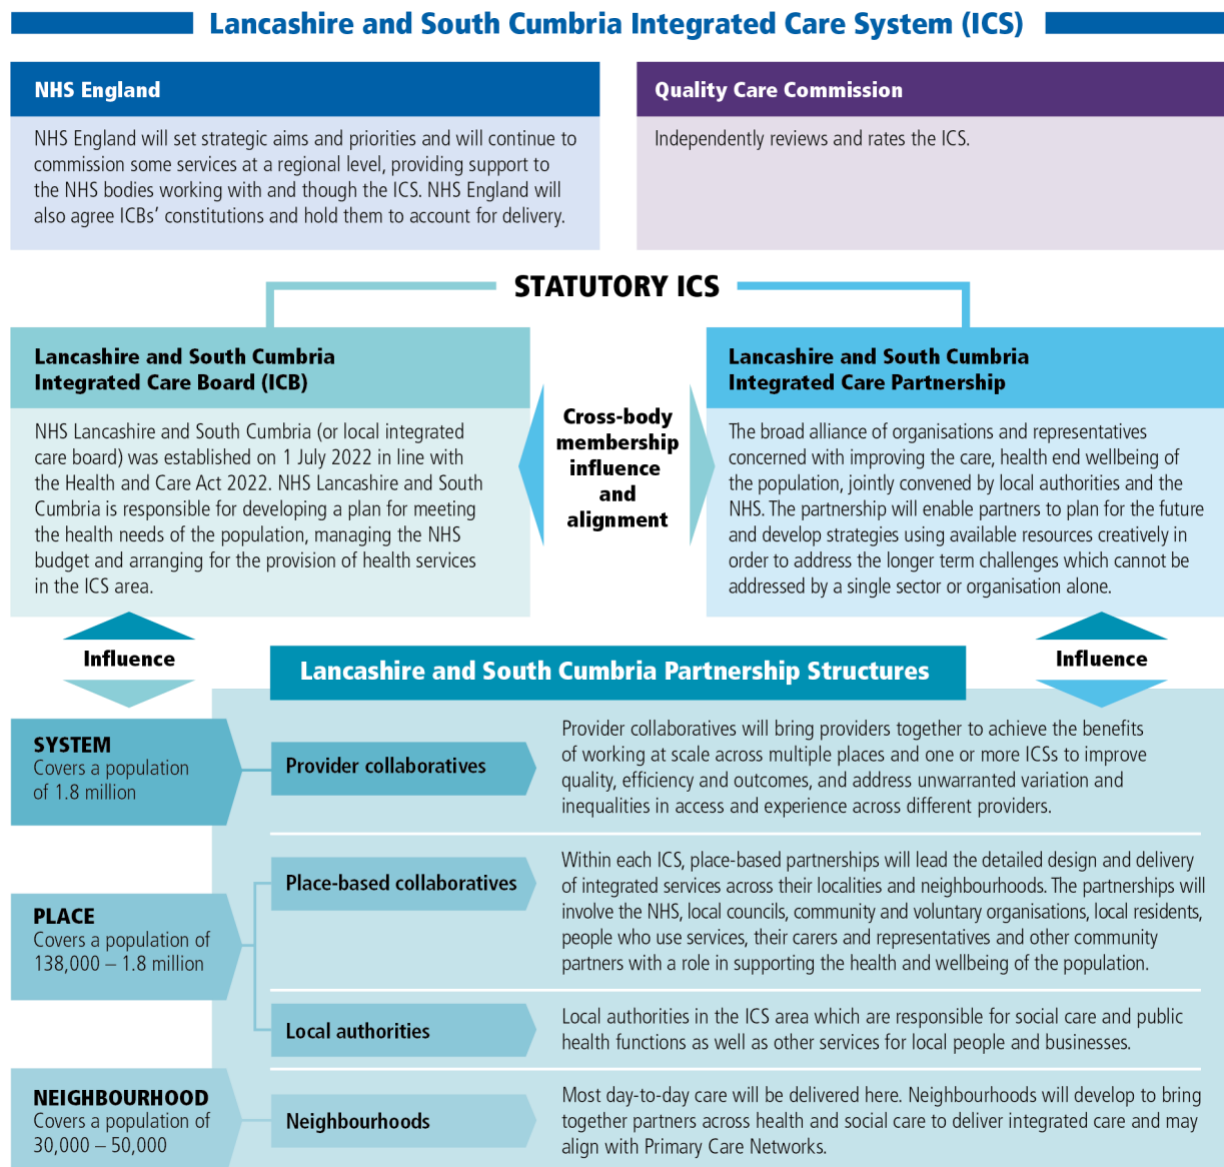 Lancashire and South Cumbria Integrated Care System (ICS)
NHS England
NHS England will set strategic aims and priorities and will continue to
commission some services at a regional level, providing support to
the NHS bodies working with and though the ICS. NHS England will
also agree ICBs’ constitutions and hold them to account for delivery.
Quality Care Commission
Independently reviews and rates the ICS.
STATUTORY ICS
Lancashire and South Cumbria
Integrated Care Board (ICB)
NHS Lancashire and South Cumbria (or local integrated
care board) was established on 1 July 2022 in line with
the Health and Care Act 2022. NHS Lancashire and South
Cumbria is responsible for developing a plan for meeting
the health needs of the population, managing the NHS
budget and arranging for the provision of health services
in the ICS area.
Cross-body
membership
influence
and
alignment
Lancashire and South Cumbria
Integrated Care Partnership
The broad alliance of organisations and representatives
concerned with improving the care, health end wellbeing of
the population, jointly convened by local authorities and the
NHS. The partnership will enable partners to plan for the future
and develop strategies using available resources creatively in
order to address the longer term challenges which cannot be
addressed by a single sector or organisation alone.
Influence
Influence
Lancashire and South Cumbria Partnership Structures
SYSTEM
Covers a population
of 1.8 million
Provider collaboratives
Provider collaboratives will bring providers together to achieve the benefits
of working at scale across multiple places and one or more ICSs to improve
quality, efficiency and outcomes, and address unwarranted variation and
inequalities in access and experience across different providers.
PLACE
Covers a population of
138,000 – 1.8 million
Place-based collaboratives
Within each ICS, place-based partnerships will lead the detailed design and delivery
of integrated services across their localities and neighbourhoods. The partnerships will
involve the NHS, local councils, community and voluntary organisations, local residents,
people who use services, their carers and representatives and other community
partners with a role in supporting the health and wellbeing of the population.
Local authorities
Local authorities in the ICS area which are responsible for social care and public
health functions as well as other services for local people and businesses.
NEIGHBOURHOOD
Covers a population of
30,000 – 50,000
Neighbourhoods
Most day-to-day care will be delivered here. Neighbourhoods will develop to bring
together partners across health and social care to deliver integrated care and may
align with Primary Care Networks.